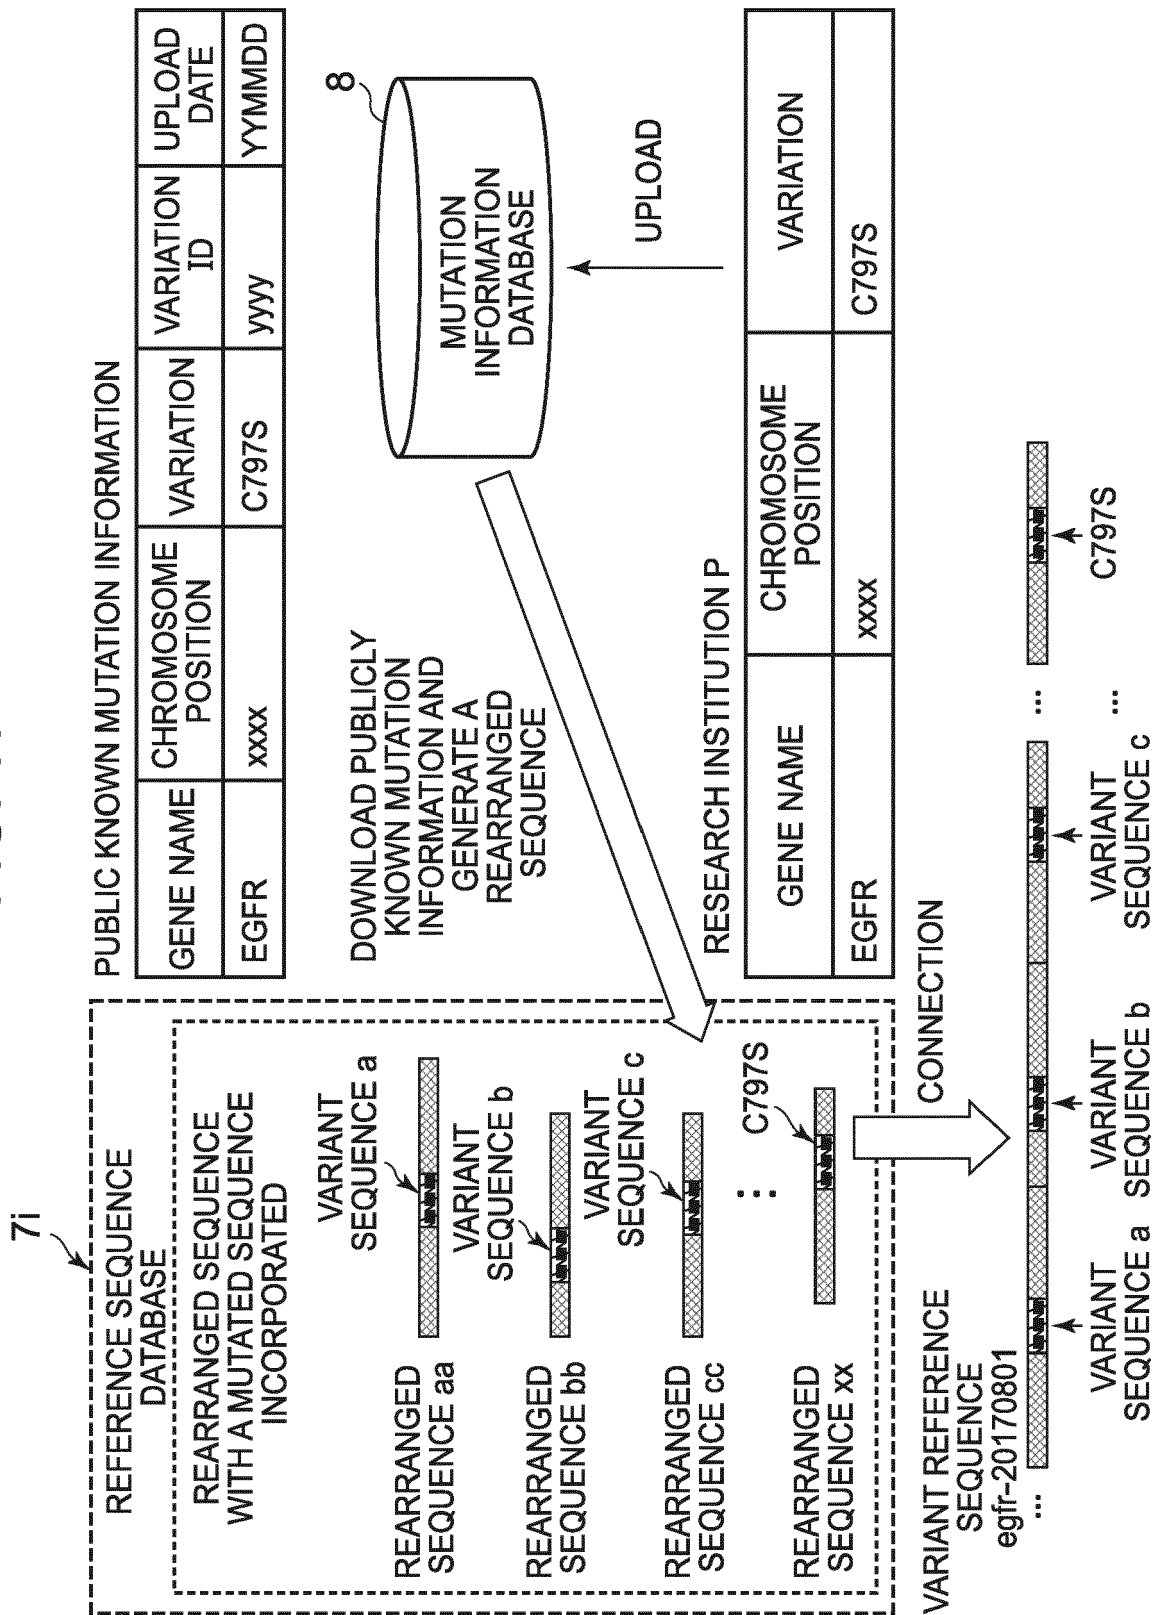 7i
REFERENCE SEQUENCE
DATABASE
REARRANGED SEQUENCE
WITH A MUTATED SEQUENCE
INCORPORATED
REARRANGED
SEQUENCE aa
VARIANT
SEQUENCE a
REARRANGED
SEQUENCE bb
VARIANT
SEQUENCE b
REARRANGED
SEQUENCE cc
VARIANT
SEQUENCE c
REARRANGED
SEQUENCE xx
C797S
PUBLIC KNOWN MUTATION INFORMATION
GENE NAME
CHROMOSOME
POSITION
VARIATION
VARIATION
ID
UPLOAD
DATE
EGFR
xxxx
C797S
yyyy
YYMMDD
DOWNLOAD PUBLICLY
KNOWN MUTATION
INFORMATION AND
GENERATE A
REARRANGED
SEQUENCE
8
MUTATION
INFORMATION
DATABASE
UPLOAD
RESEARCH INSTITUTION P
GENE NAME
CHROMOSOME
POSITION
VARIATION
EGFR
xxxx
C797S
CONNECTION
VARIANT REFERENCE
SEQUENCE
egfr-20170801
...
...
VARIANT
SEQUENCE a
VARIANT
SEQUENCE b
VARIANT
SEQUENCE c
...
C797S